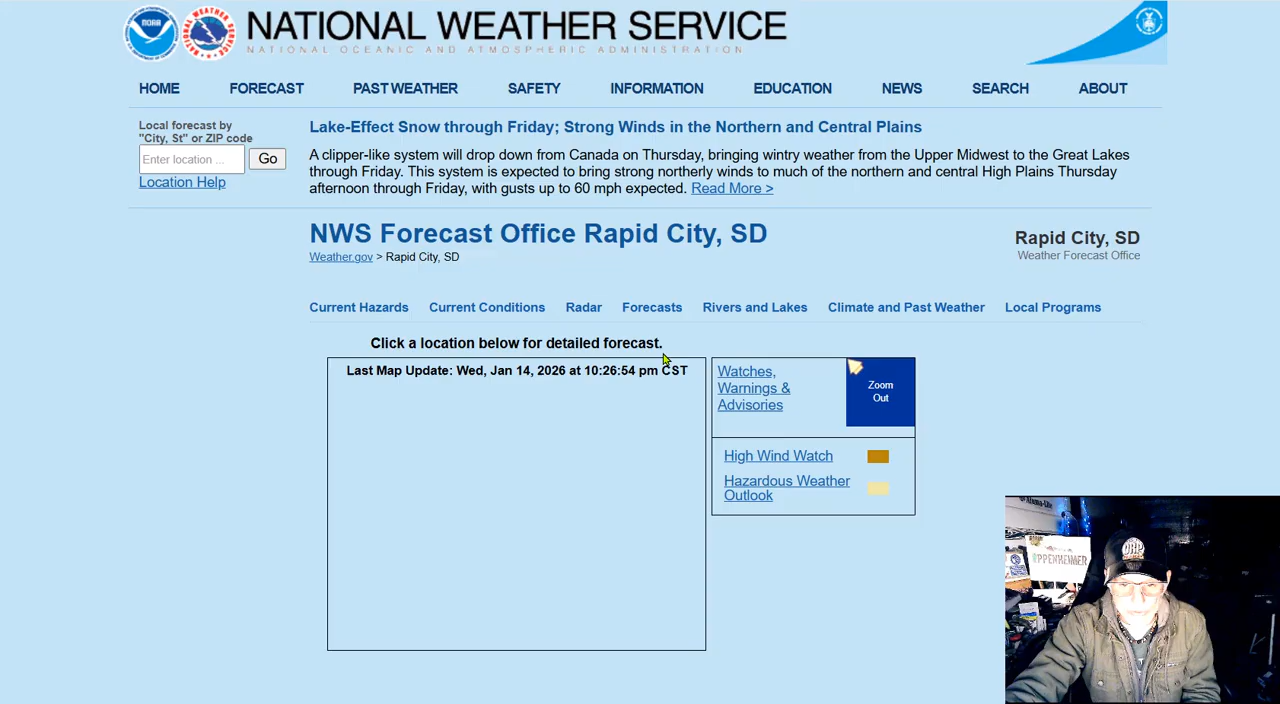 NOAA
NATIONAL WEATHER SERVICE
NATIONAL OCEANIC AND ATMOSPHERIC ADMINISTRATION
HOME FORECAST PAST WEATHER SAFETY INFORMATION EDUCATION NEWS SEARCH ABOUT
Local forecast by
"City, St" or ZIP code
Enter location ...
Go
Location Help
Lake-Effect Snow through Friday; Strong Winds in the Northern and Central Plains
A clipper-like system will drop down from Canada on Thursday, bringing wintry weather from the Upper Midwest to the Great Lakes
through Friday. This system is expected to bring strong northerly winds to much of the northern and central High Plains Thursday
afternoon through Friday, with gusts up to 60 mph expected. Read More >
NWS Forecast Office Rapid City, SD
Weather.gov > Rapid City, SD
Rapid City, SD
Weather Forecast Office
Current Hazards Current Conditions Radar Forecasts Rivers and Lakes Climate and Past Weather Local Programs
Click a location below for detailed forecast.
Last Map Update: Wed, Jan 14, 2026 at 10:26:54 pm CST
Watches,
Warnings &
Advisories
Zoom
Out
High Wind Watch
Hazardous Weather
Outlook
OPPENHEIMER